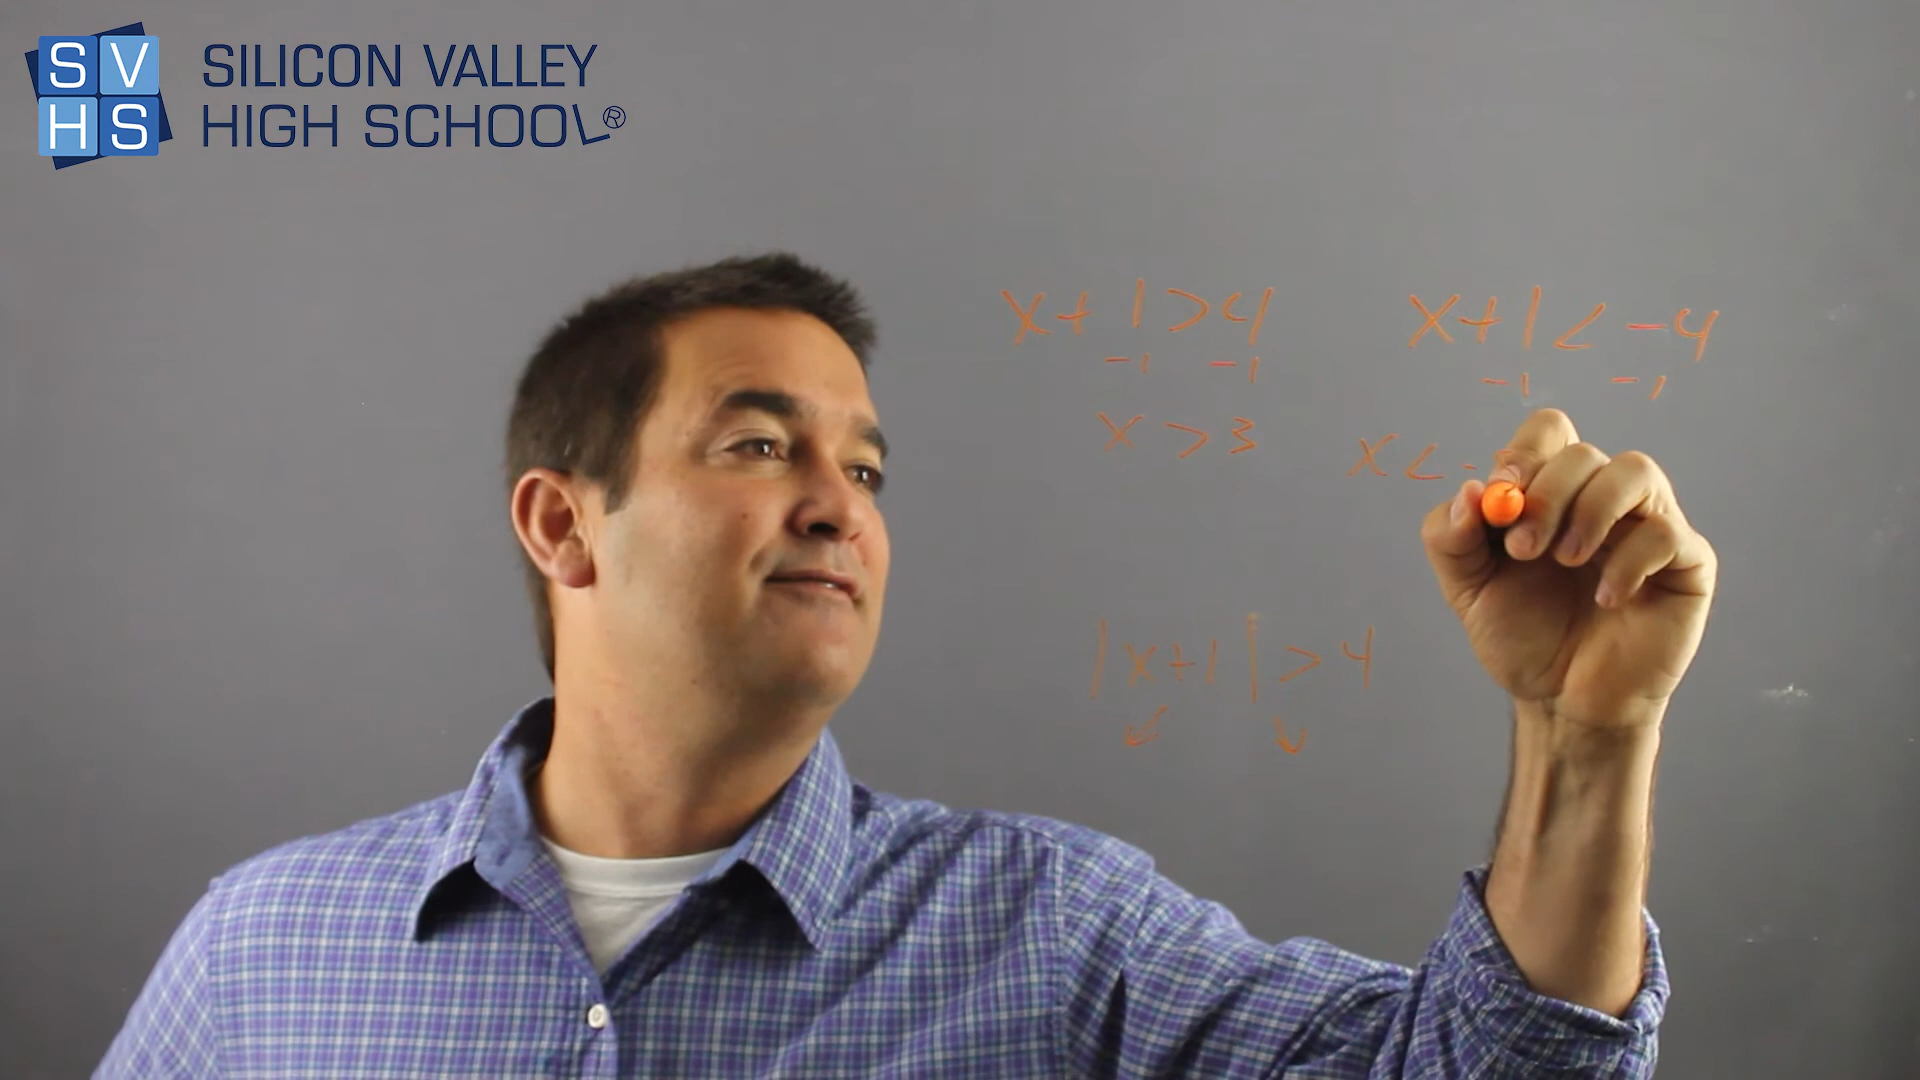 SV
HS
SILICON VALLEY
HIGH SCHOOL®
x+1>4
-1 -1
x>3
x+1<-4
-1 -1
x<-
|x+1|>4